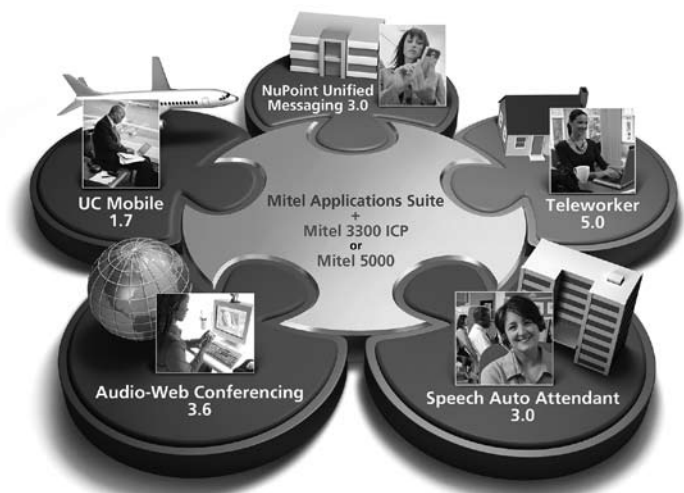 NuPoint Unified
Messaging 3.0
UC Mobile
1.7
Mitel Applications Suite
+
Mitel 3300 ICP
or
Mitel 5000
Teleworker
5.0
Audio-Web Conferencing
3.6
Speech Auto Attendant
3.0